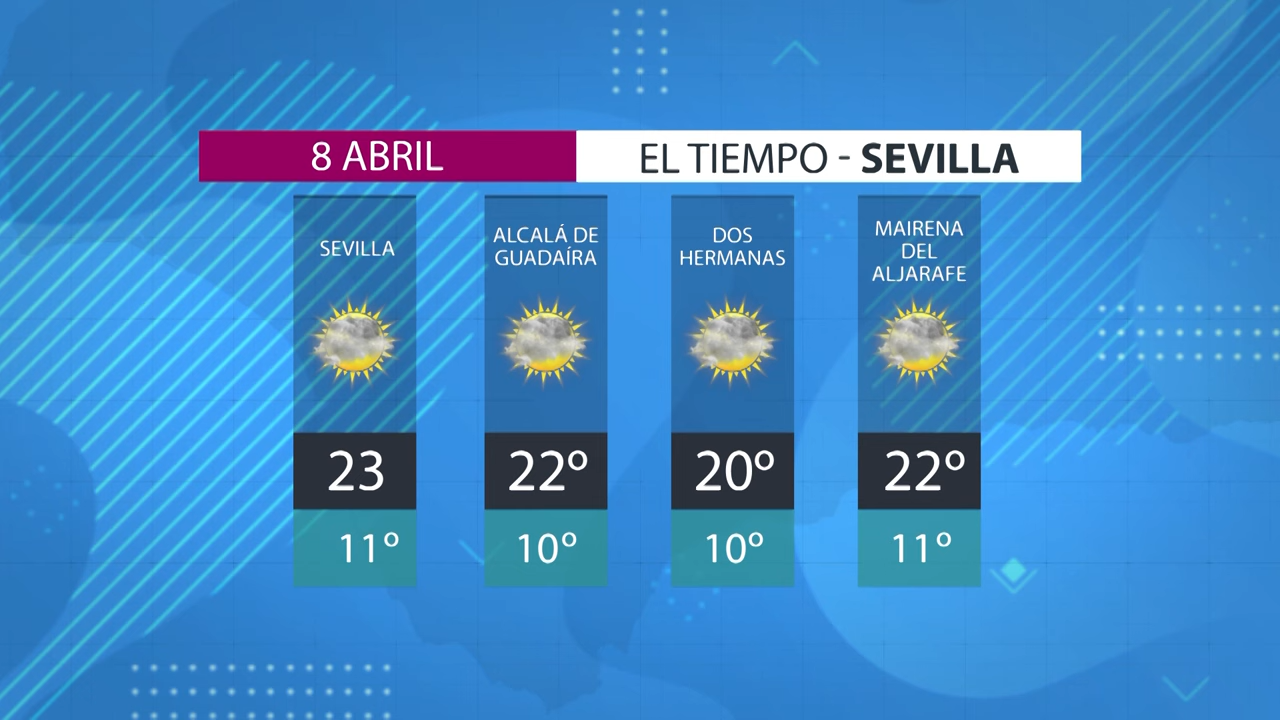 8 ABRIL
EL TIEMPO - SEVILLA
SEVILLA
23
11º
ALCALÁ DE
GUADAÍRA
22º
10º
DOS
HERMANAS
20º
10º
MAIRENA
DEL
ALJARAFE
22º
11º